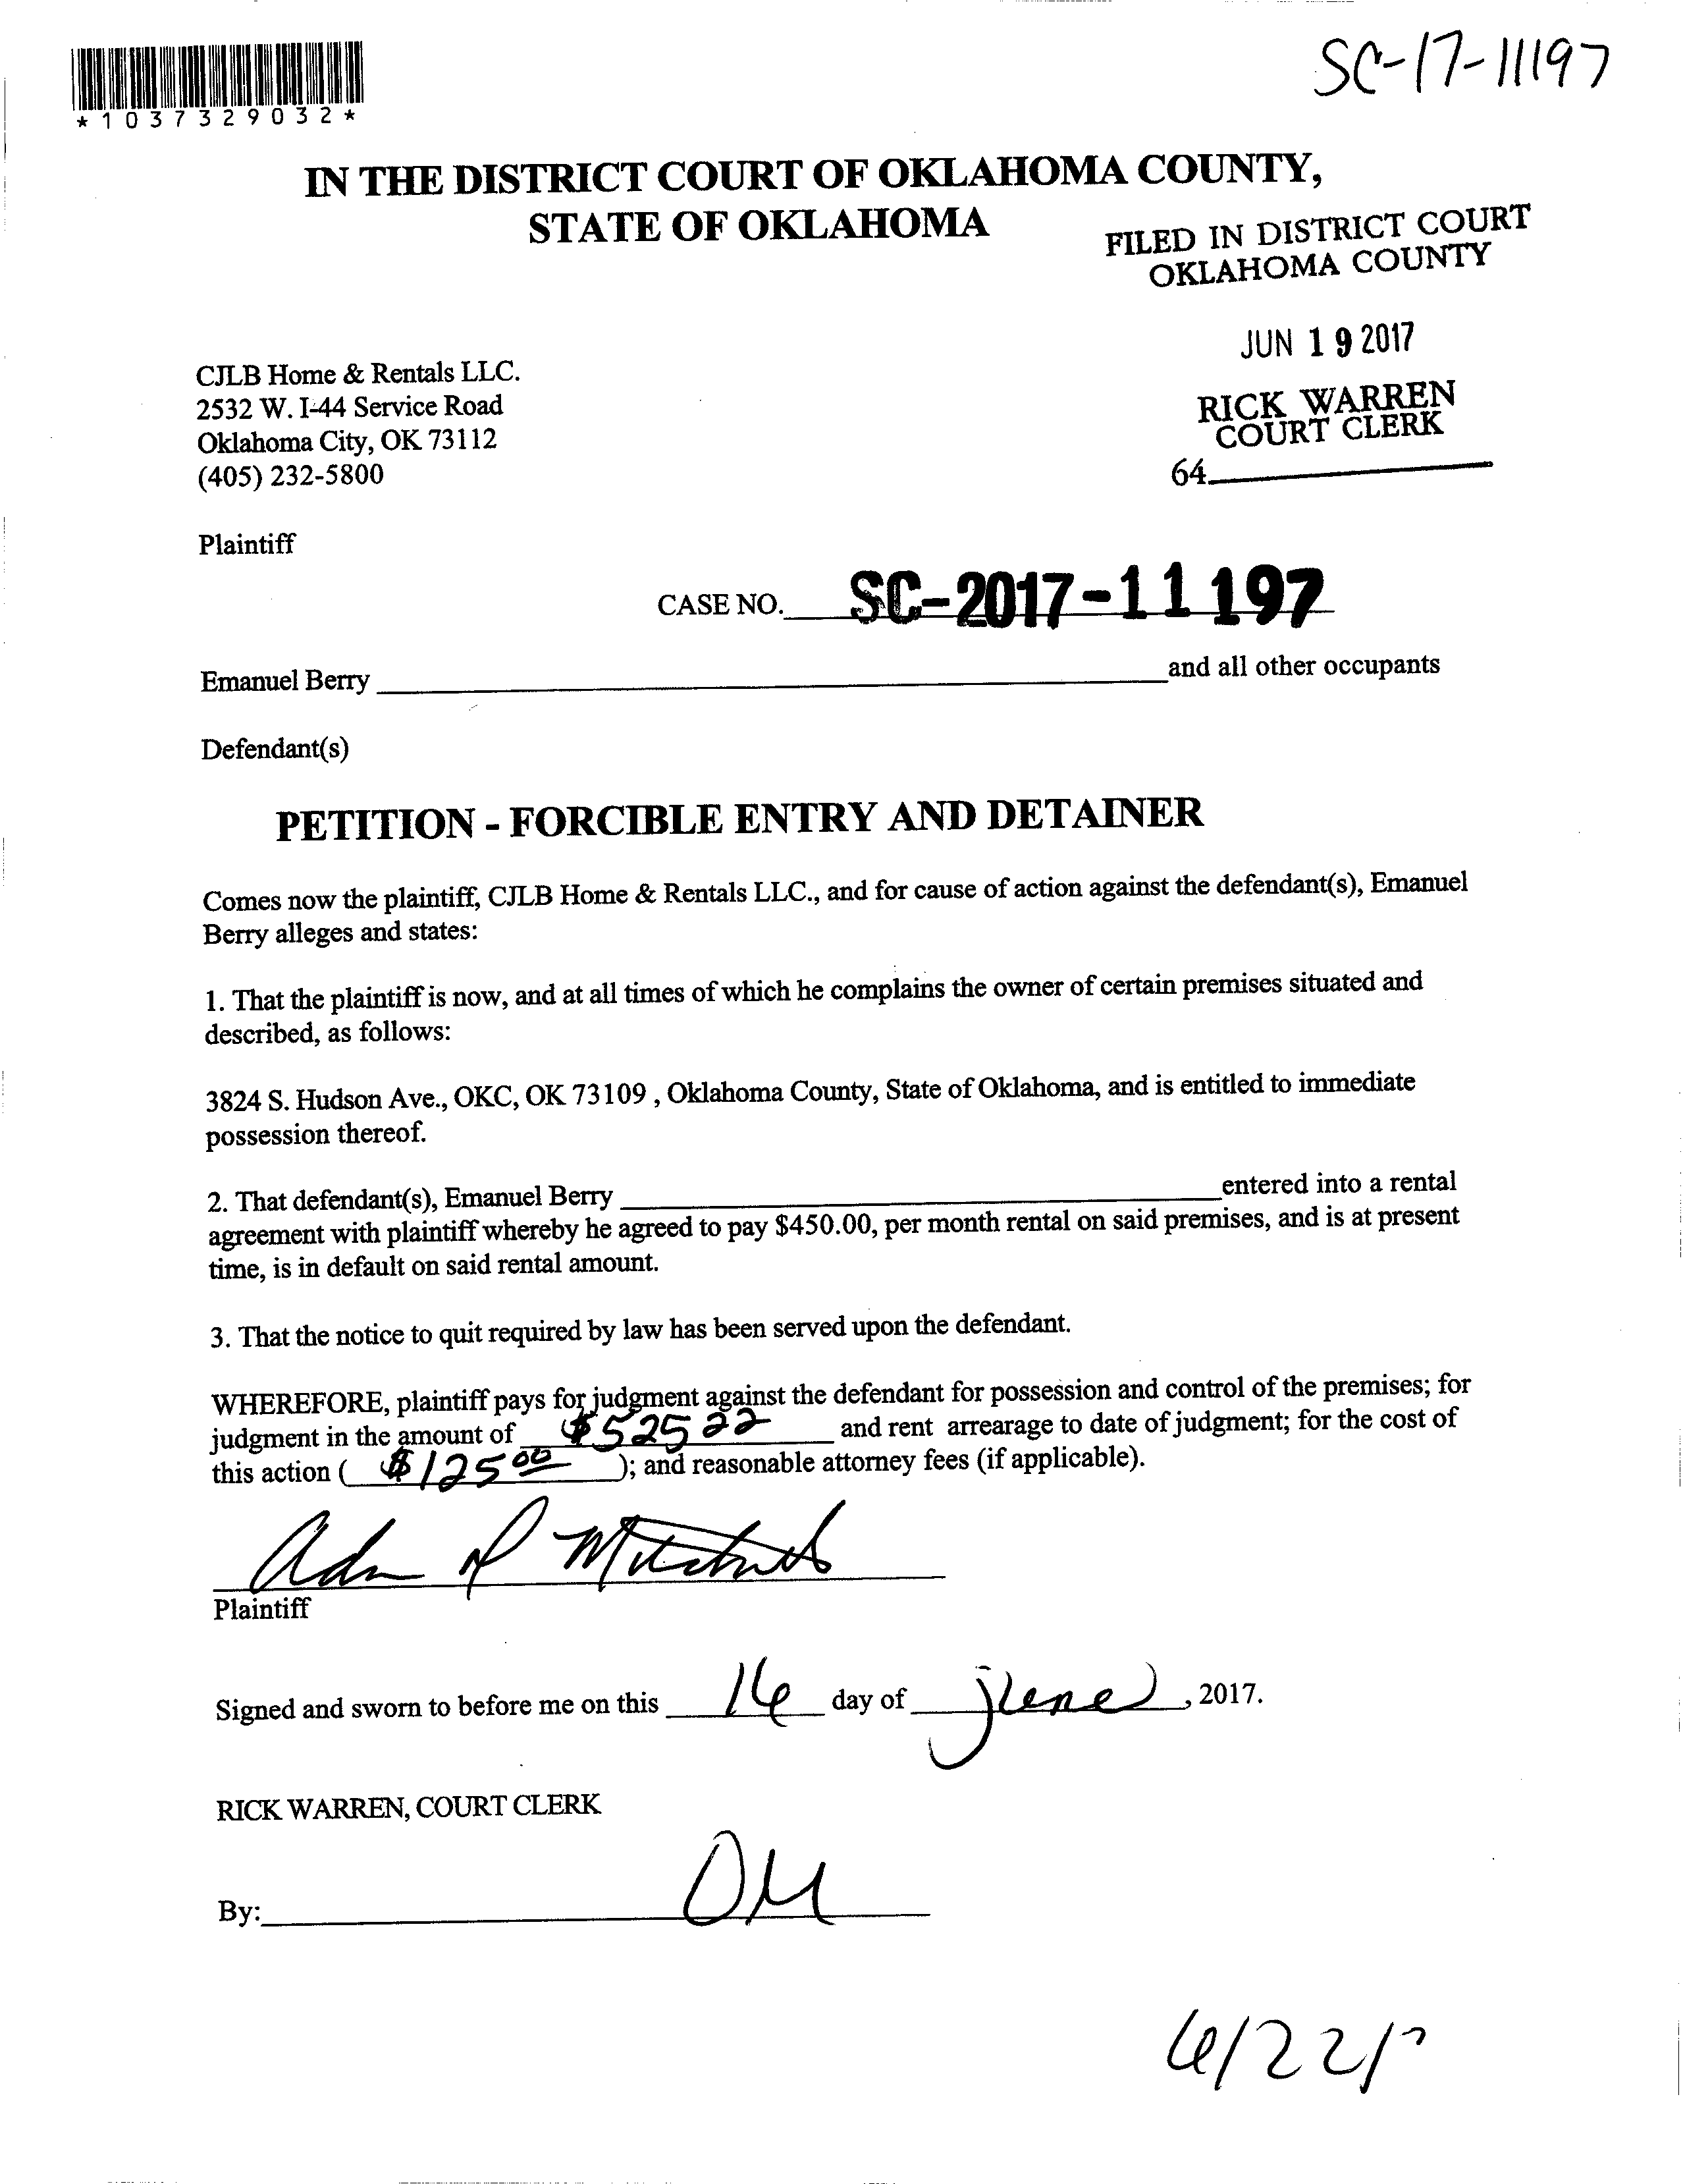 SC-17-11197
*1037329032*
IN THE DISTRICT COURT OF OKLAHOMA COUNTY,
STATE OF OKLAHOMA
FILED IN DISTRICT COURT
OKLAHOMA COUNTY
JUN 19 2017
RICK WARREN
COURT CLERK
64
CJLB Home & Rentals LLC.
2532 W. I-44 Service Road
Oklahoma City, OK 73112
(405) 232-5800
Plaintiff
CASE NO. SC-2017-11197
Emanuel Berry and all other occupants
Defendant(s)
PETITION - FORCIBLE ENTRY AND DETAINER
Comes now the plaintiff, CJLB Home & Rentals LLC., and for cause of action against the defendant(s), Emanuel
Berry alleges and states:
1. That the plaintiff is now, and at all times of which he complains the owner of certain premises situated and
described, as follows:
3824 S. Hudson Ave., OKC, OK 73109 , Oklahoma County, State of Oklahoma, and is entitled to immediate
possession thereof.
2. That defendant(s), Emanuel Berry entered into a rental
agreement with plaintiff whereby he agreed to pay $450.00, per month rental on said premises, and is at present
time, is in default on said rental amount.
3. That the notice to quit required by law has been served upon the defendant.
WHEREFORE, plaintiff pays for judgment against the defendant for possession and control of the premises; for
judgment in the amount of $525 22 and rent arrearage to date of judgment; for the cost of
this action ( $125 00 ); and reasonable attorney fees (if applicable).
Plaintiff
Signed and sworn to before me on this 16 day of june , 2017.
RICK WARREN, COURT CLERK
By: DM
6/22/